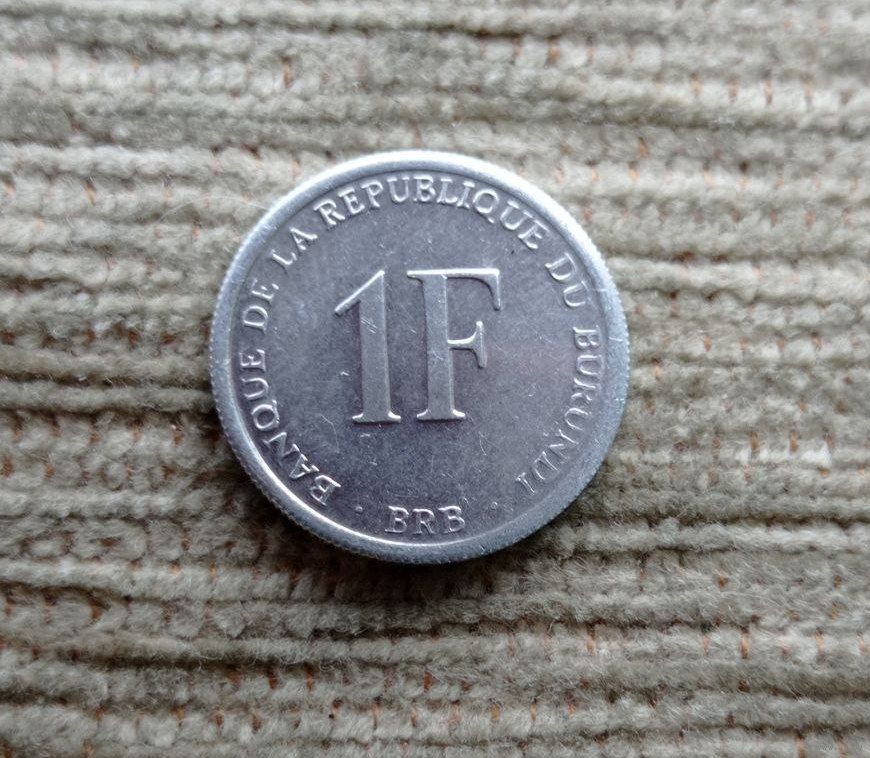 BANQUE DE LA REPUBLIQUE DU BURUNDI
1F
· BRB ·